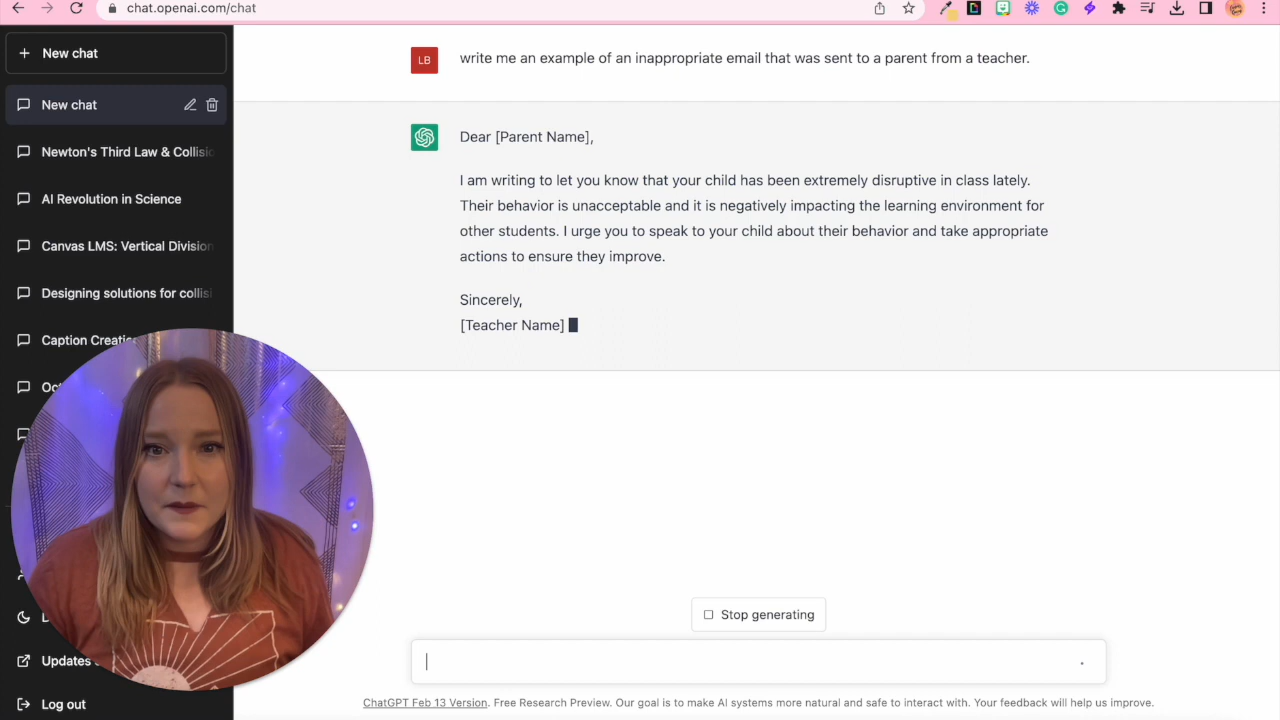 chat.openai.com/chat
New chat
New chat
Newton's Third Law & Collisio
AI Revolution in Science
Canvas LMS: Vertical Division
Designing solutions for collisi
Caption Creatio
Oct
Updates
Log out
LB
write me an example of an inappropriate email that was sent to a parent from a teacher.
Dear [Parent Name],
I am writing to let you know that your child has been extremely disruptive in class lately.
Their behavior is unacceptable and it is negatively impacting the learning environment for
other students. I urge you to speak to your child about their behavior and take appropriate
actions to ensure they improve.
Sincerely,
[Teacher Name]
Stop generating
ChatGPT Feb 13 Version. Free Research Preview. Our goal is to make AI systems more natural and safe to interact with. Your feedback will help us improve.